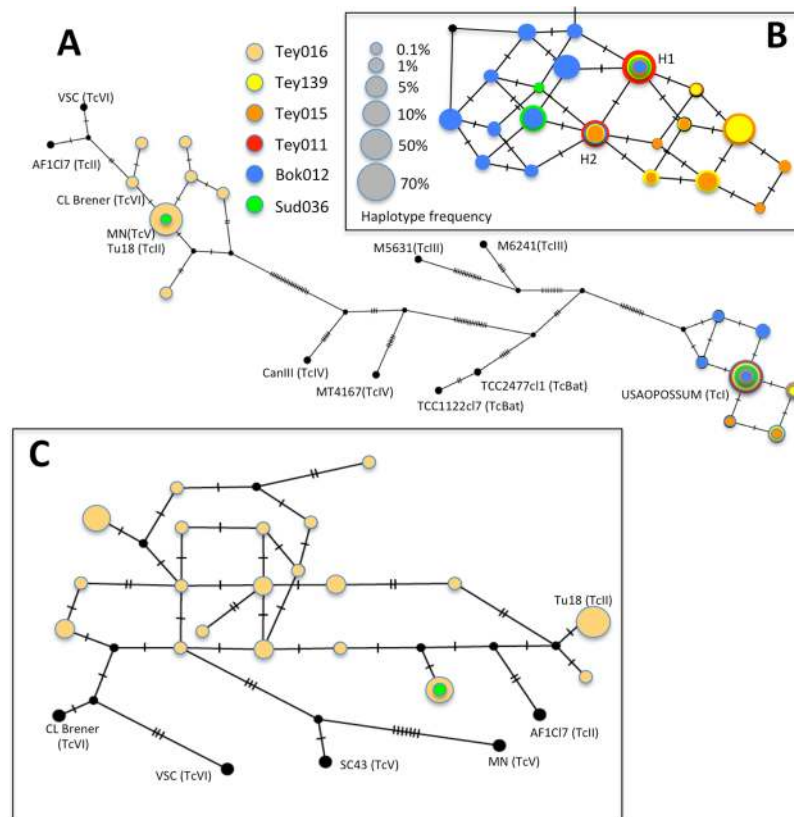 A
Tey016
Tey139
Tey015
Tey011
Bok012
Sud036
B
0.1%
1%
5%
10%
50%
70%
Haplotype frequency
H1
H2
VSC (TcVI)
AF1Cl7 (TcII)
CL Brener (TcVI)
MN(TcV)
Tu18 (TcII)
M5631(TcIII)
M6241(TcIII)
CanIII (TcIV)
MT4167(TcIV)
TCC2477cl1 (TcBat)
TCC1122cl7 (TcBat)
USAOPOSSUM (TcI)
C
Tu18 (TcII)
AF1Cl7 (TcII)
CL Brener
(TcVI)
VSC (TcVI)
SC43 (TcV)
MN (TcV)